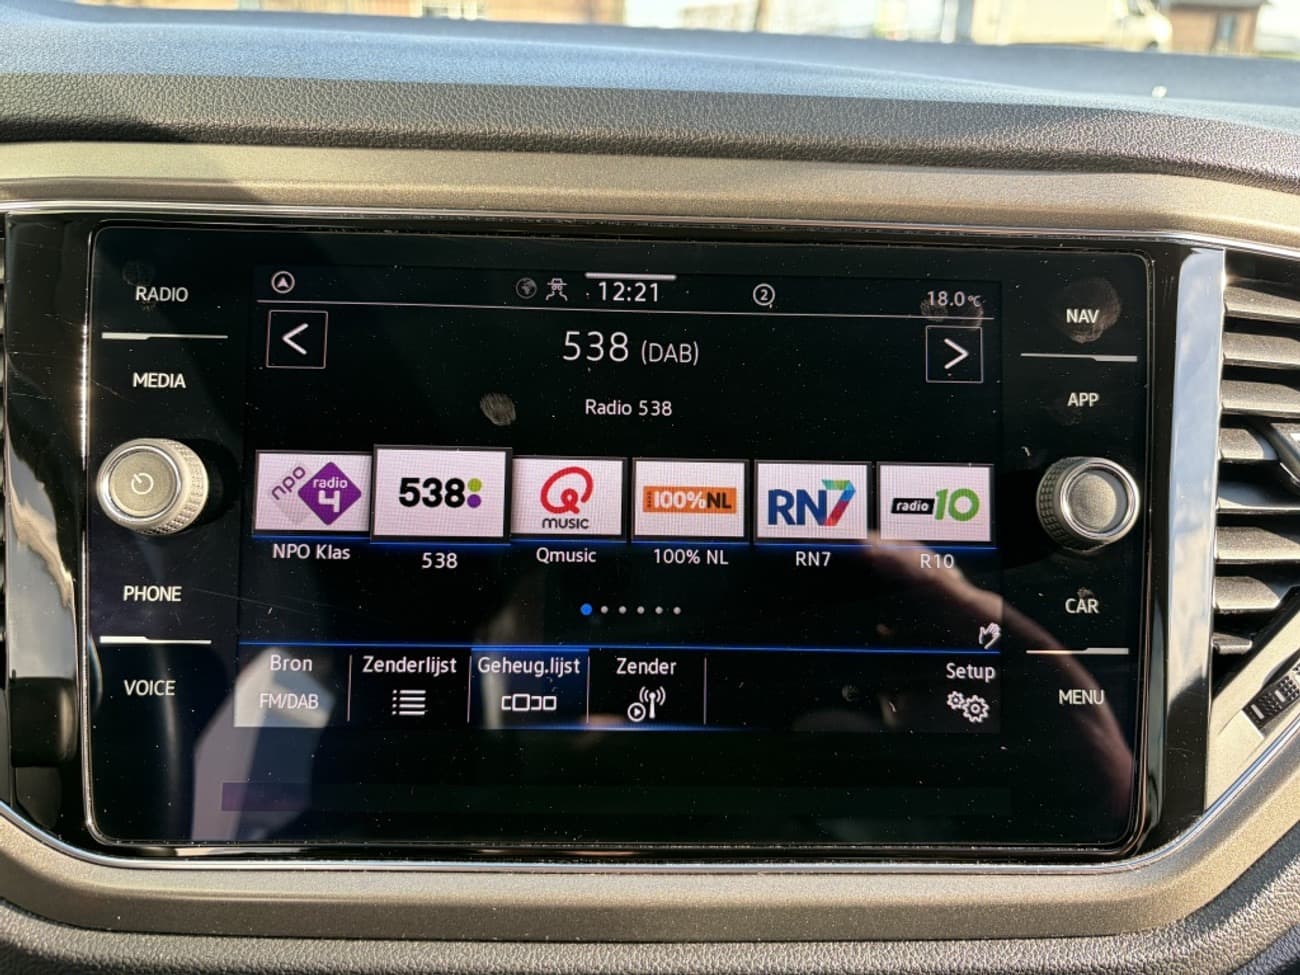 RADIO
MEDIA
PHONE
VOICE
12:21
2
18.0°C
538 (DAB)
Radio 538
npo radio 4
538
Q MUSIC
100%NL
RN7
radio 10
NPO Klas
538
Qmusic
100% NL
RN7
R10
Bron
FM/DAB
Zenderlijst
Geheug.lijst
Zender
Setup
NAV
APP
CAR
MENU